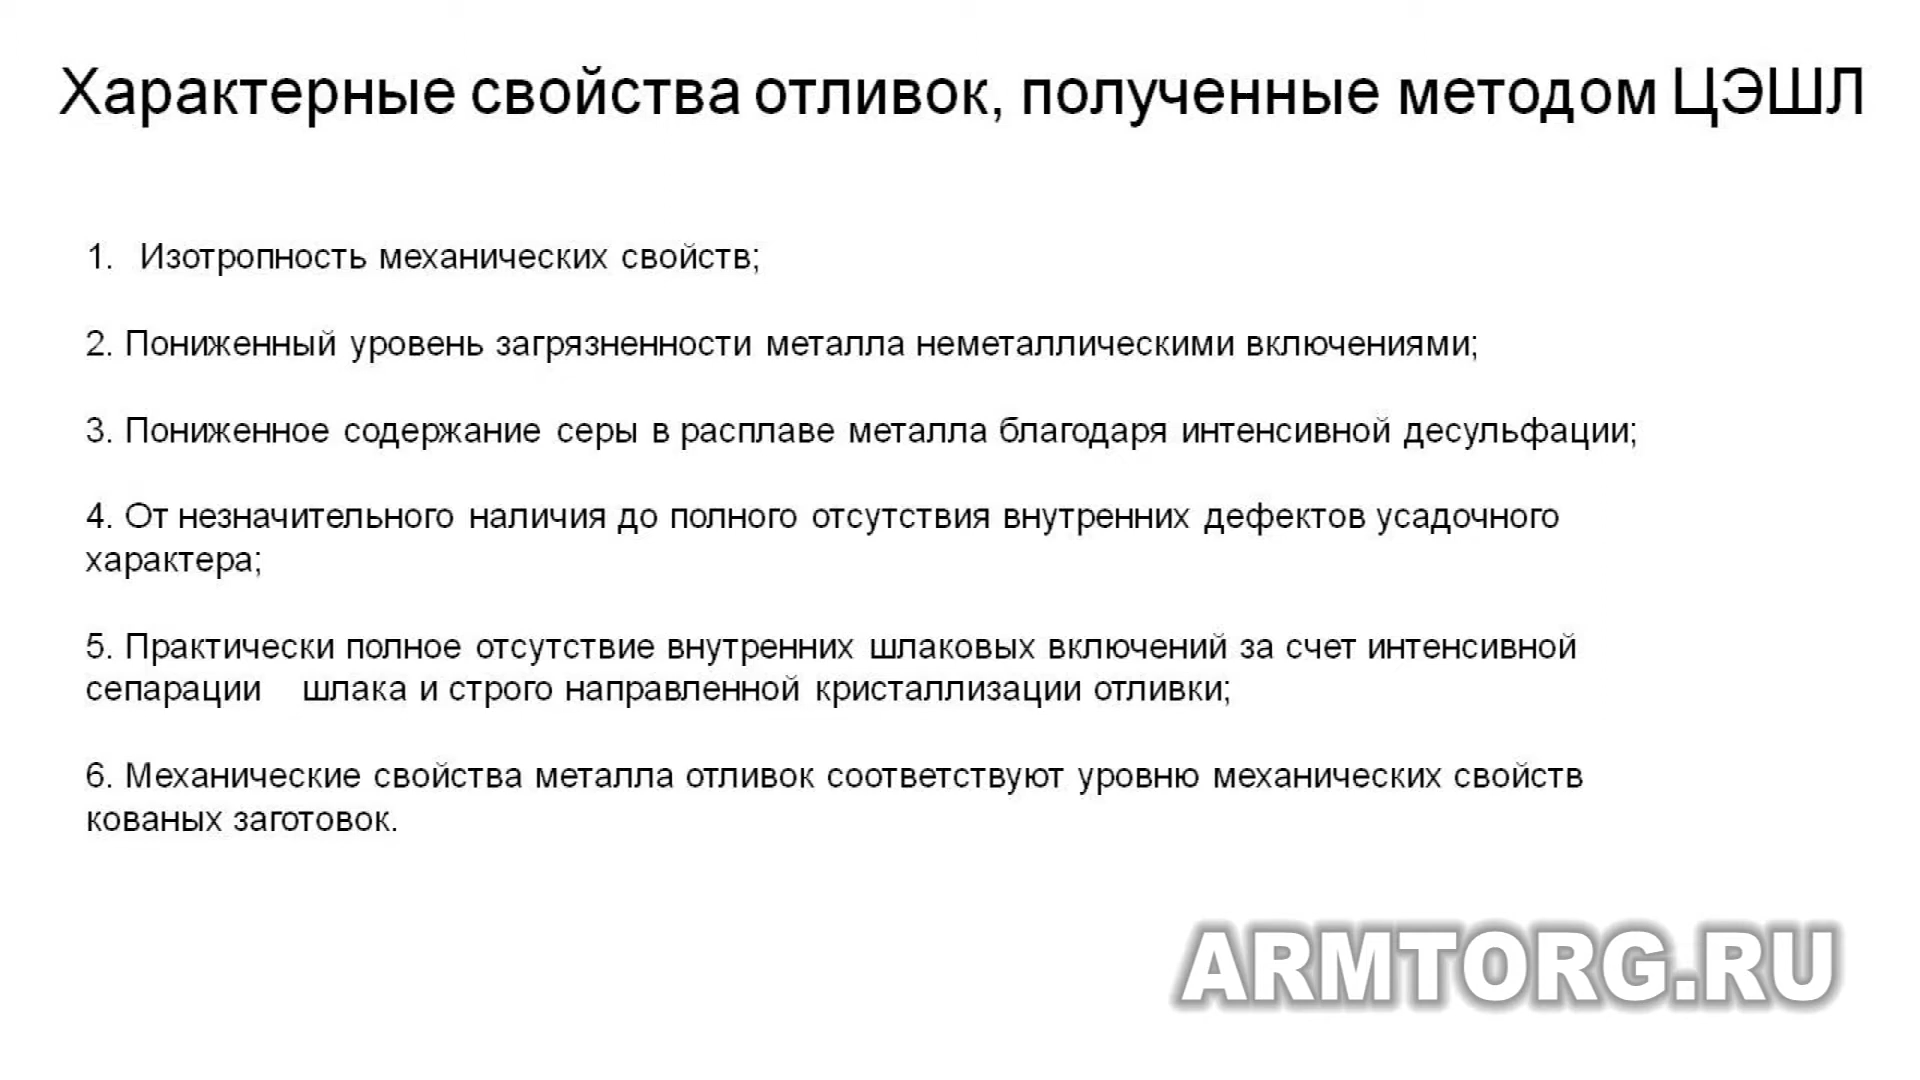 Характерные свойства отливок, полученные методом ЦЭШЛ
1. Изотропность механических свойств;
2. Пониженный уровень загрязненности металла неметаллическими включениями;
3. Пониженное содержание серы в расплаве металла благодаря интенсивной десульфации;
4. От незначительного наличия до полного отсутствия внутренних дефектов усадочного
характера;
5. Практически полное отсутствие внутренних шлаковых включений за счет интенсивной
сепарации шлака и строго направленной кристаллизации отливки;
6. Механические свойства металла отливок соответствуют уровню механических свойств
кованых заготовок.
ARMTORG.RU